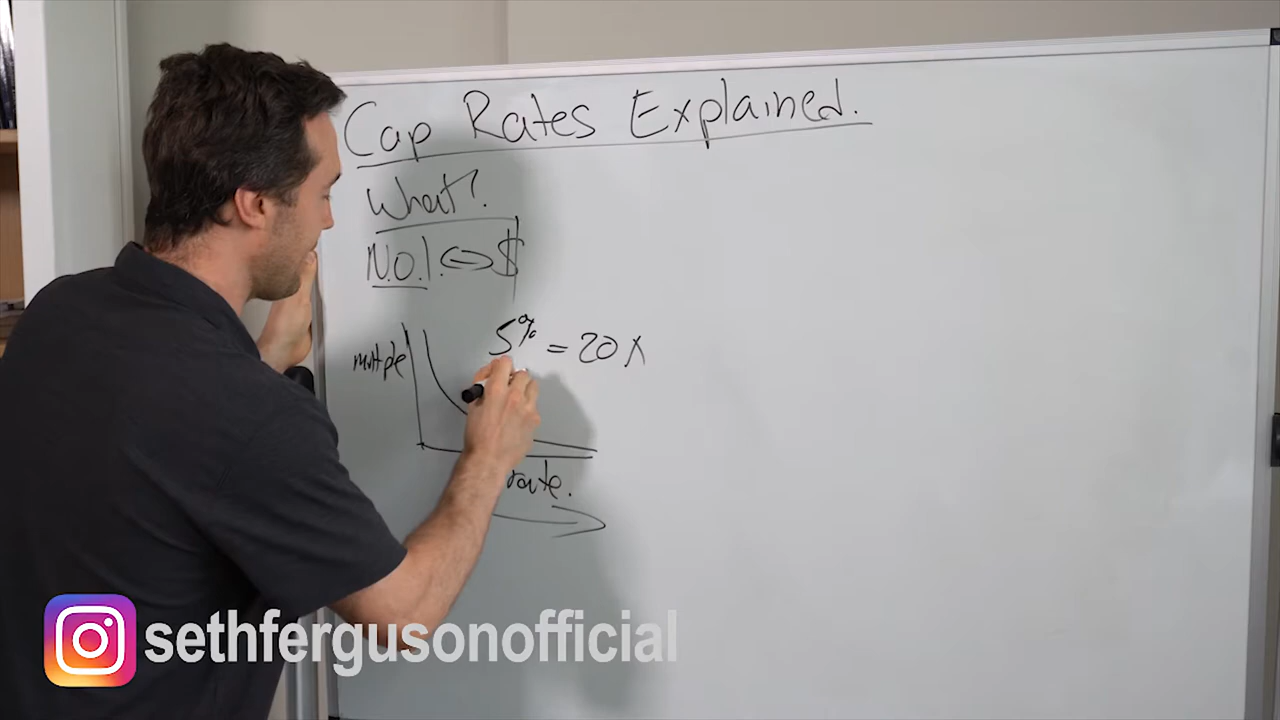 Cap Rates Explained.
What?
N.O.I. ⇔ $
5% = 20x
multiple
rate.
sethfergusonofficial